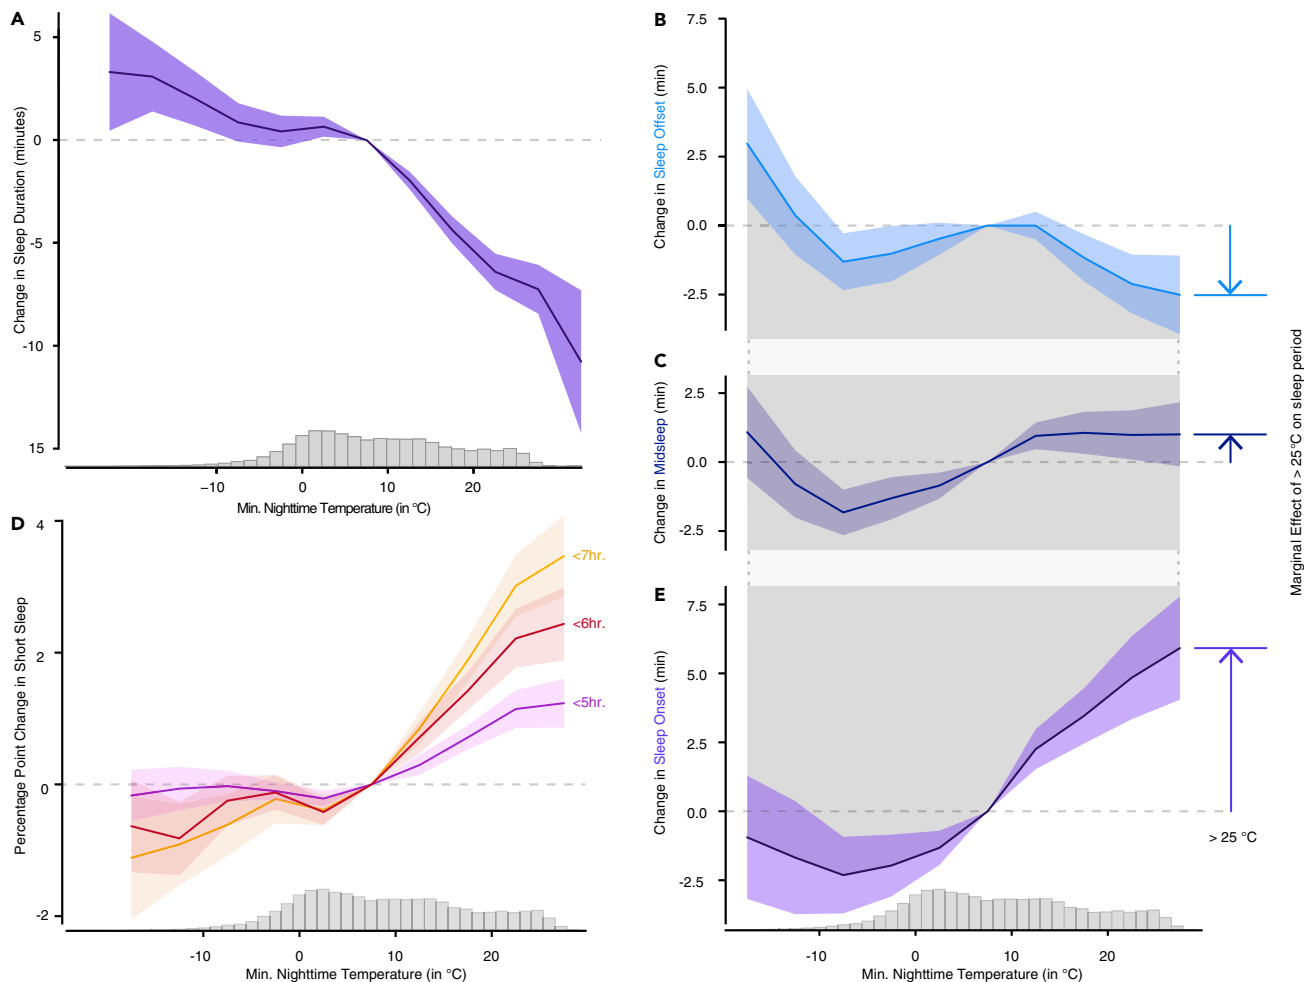 A
5
0
-5
-10
15
Change in Sleep Duration (minutes)
−10
0
10
20
Min. Nighttime Temperature (in °C)
B
7.5
5.0
2.5
0.0
-2.5
Change in Sleep Offset (min)
C
2.5
0.0
-2.5
Change in Midsleep (min)
D
4
2
0
-2
Percentage Point Change in Short Sleep
<7hr.
<6hr.
<5hr.
-10
0
10
20
Min. Nighttime Temperature (in °C)
E
7.5
5.0
2.5
0.0
-2.5
Change in Sleep Onset (min)
> 25 °C
-10
0
10
20
Min. Nighttime Temperature (in °C)
Marginal Effect of > 25°C on sleep period